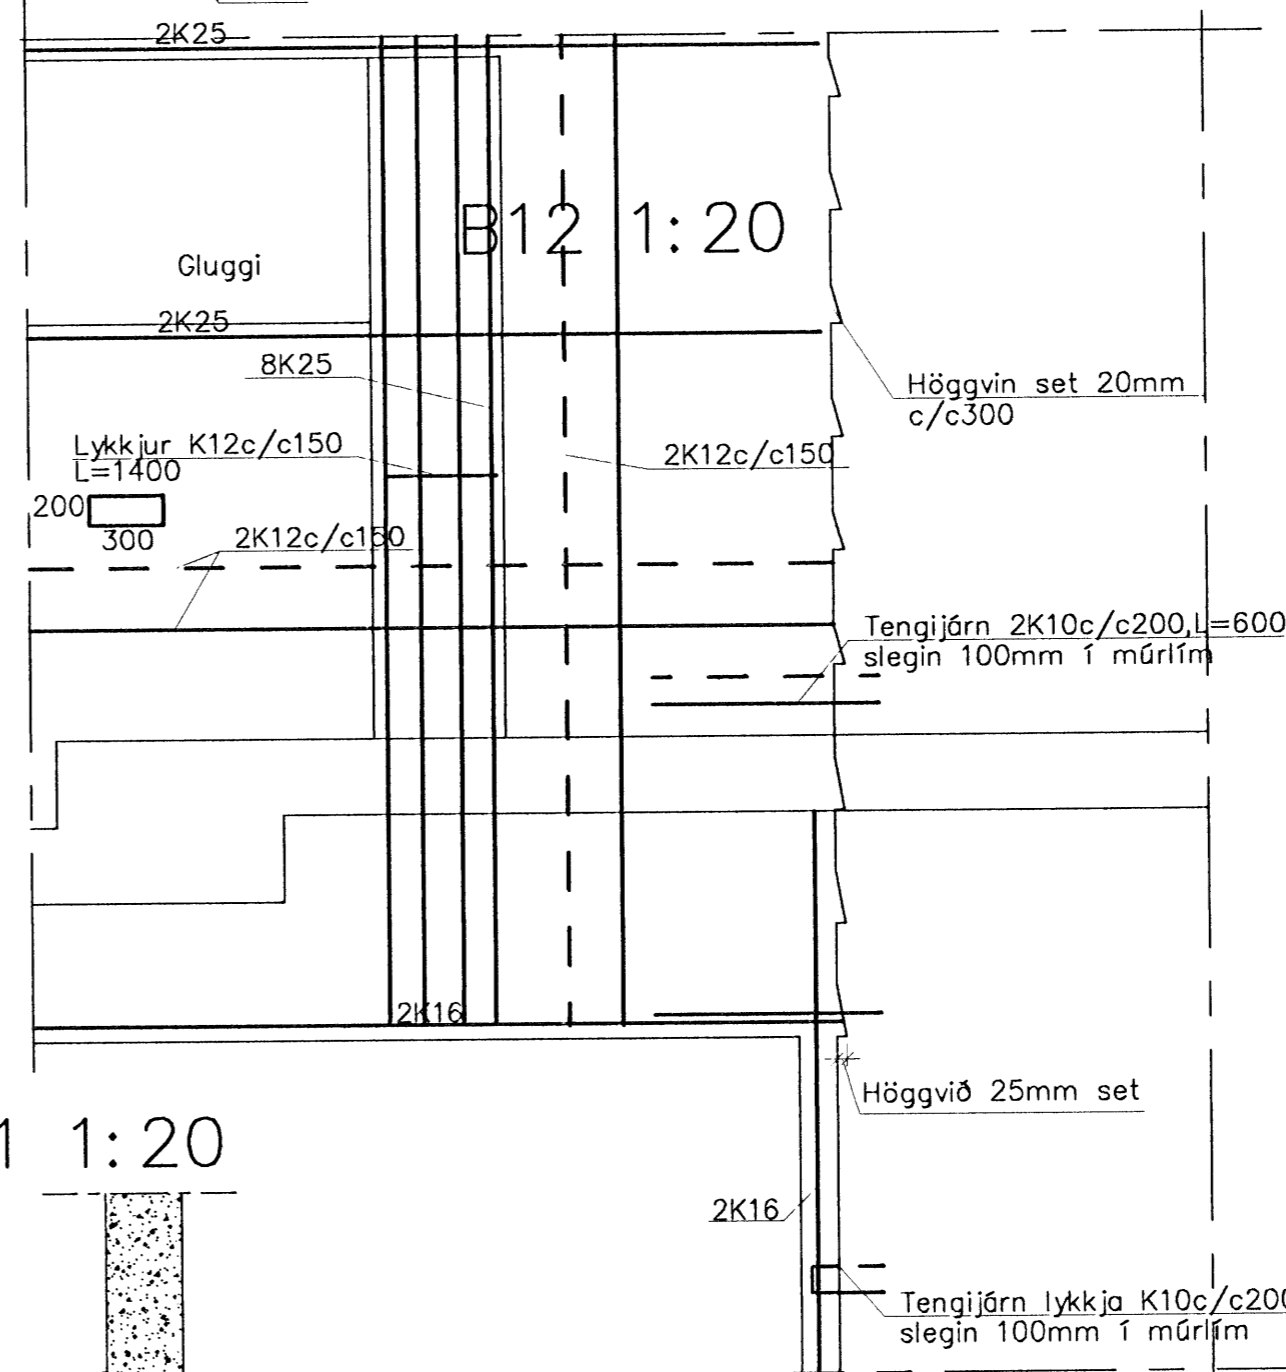 2K25
B12 1:20
Gluggi
2K25
8K25
Höggvin set 20mm
c/c300
Lykkjur K12c/c150
L=1400
2K12c/c150
200
300
2K12c/c150
Tengijárn 2K10c/c200,L=600
slegin 100mm í múrlím
2K16
Höggvið 25mm set
1 1:20
2K16
Tengijárn lykkja K10c/c200
slegin 100mm í múrlím